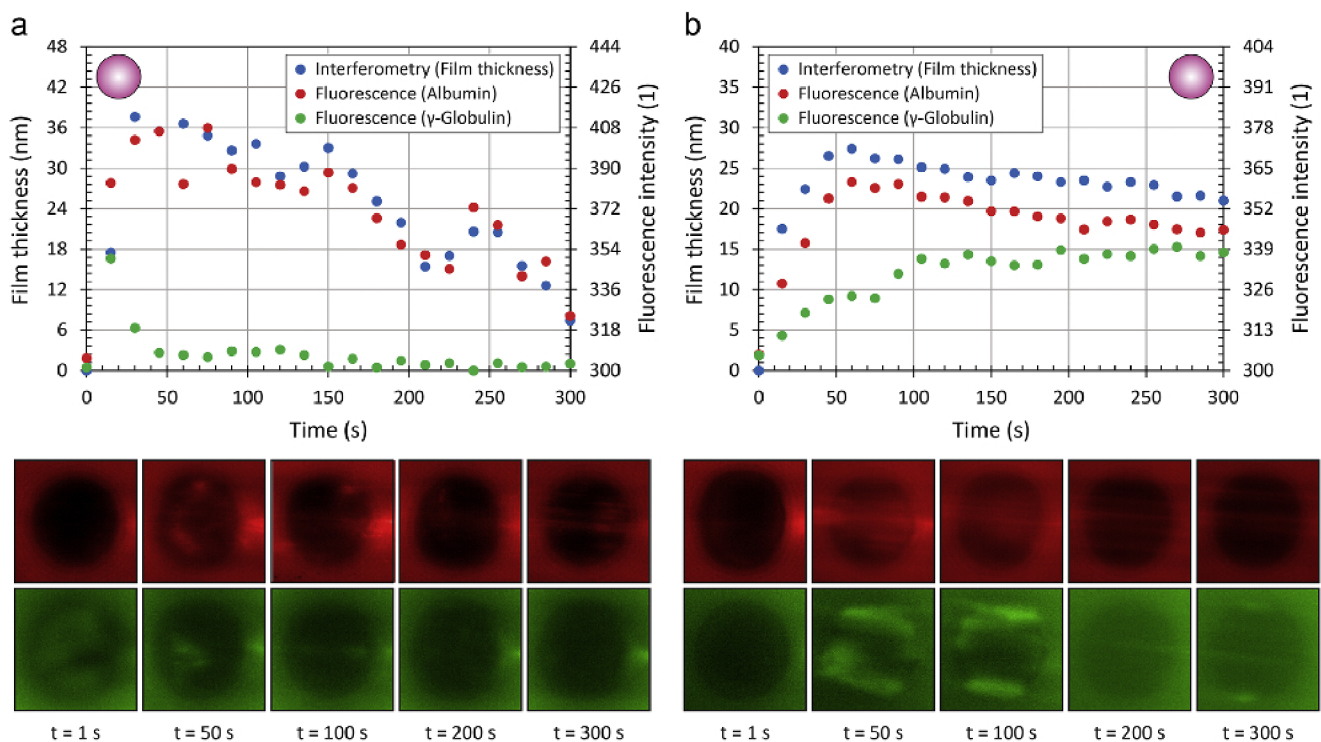 a
48
42
36
30
24
18
12
6
0
Film thickness (nm)
444
426
408
390
372
354
336
318
300
Fluorescence intensity (1)
Interferometry (Film thickness)
Fluorescence (Albumin)
Fluorescence (γ-Globulin)
0 50 100 150 200 250 300
Time (s)
t = 1 s t = 50 s t = 100 s t = 200 s t = 300 s
b
40
35
30
25
20
15
10
5
0
Film thickness (nm)
404
391
378
365
352
339
326
313
300
Fluorescence intensity (1)
Interferometry (Film thickness)
Fluorescence (Albumin)
Fluorescence (γ-Globulin)
0 50 100 150 200 250 300
Time (s)
t = 1 s t = 50 s t = 100 s t = 200 s t = 300 s